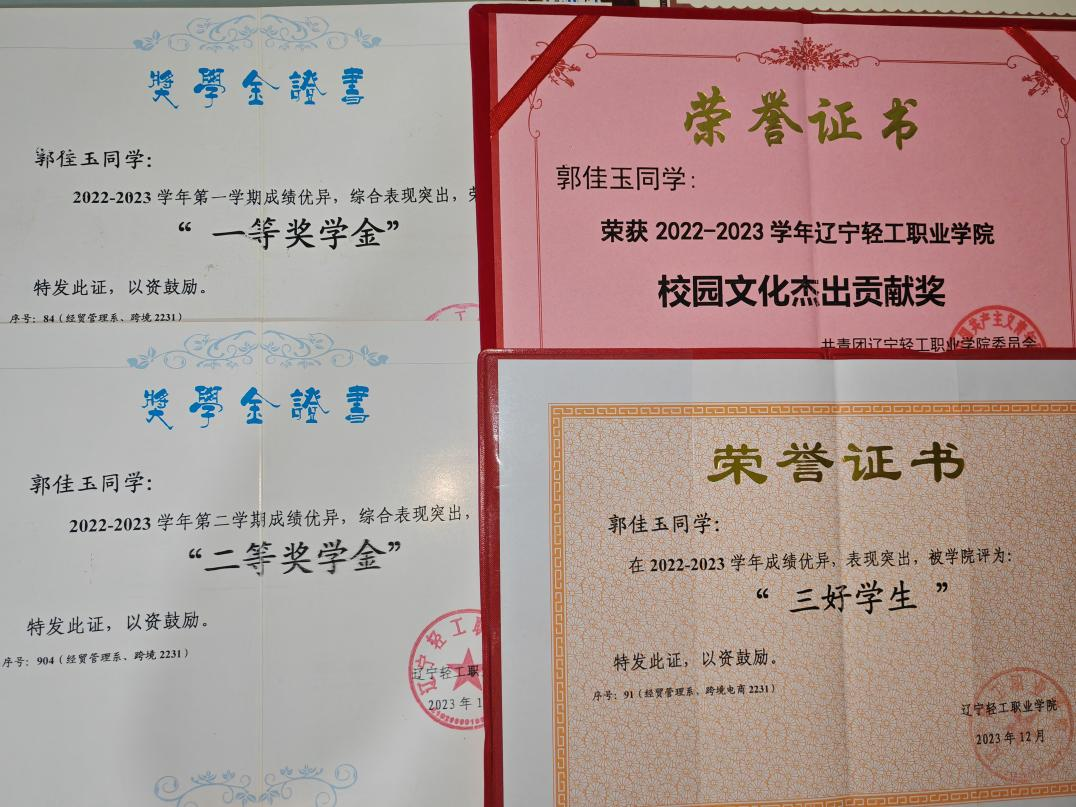 獎學金證書
郭佳玉同学：
2022-2023 学年第一学期成绩优异，综合表现突出，
“ 一等奖学金”
特发此证，以资鼓励。
序号：84（经贸管理系、跨境 2231）
荣誉证书
郭佳玉同学：
荣获 2022-2023 学年辽宁轻工职业学院
校园文化杰出贡献奖
共青团辽宁轻工职业学院委员会
獎學金證書
郭佳玉同学：
2022-2023 学年第二学期成绩优异，综合表现突出，
“二等奖学金”
特发此证，以资鼓励。
序号：904（经贸管理系、跨境 2231）
辽宁轻工职
2023 年 1
荣誉证书
郭佳玉同学：
在 2022-2023 学年成绩优异，表现突出，被学院评为：
“ 三好学生 ”
特发此证，以资鼓励。
序号：91（经贸管理系、跨境电商 2231）
辽宁轻工职业学院
2023 年 12 月